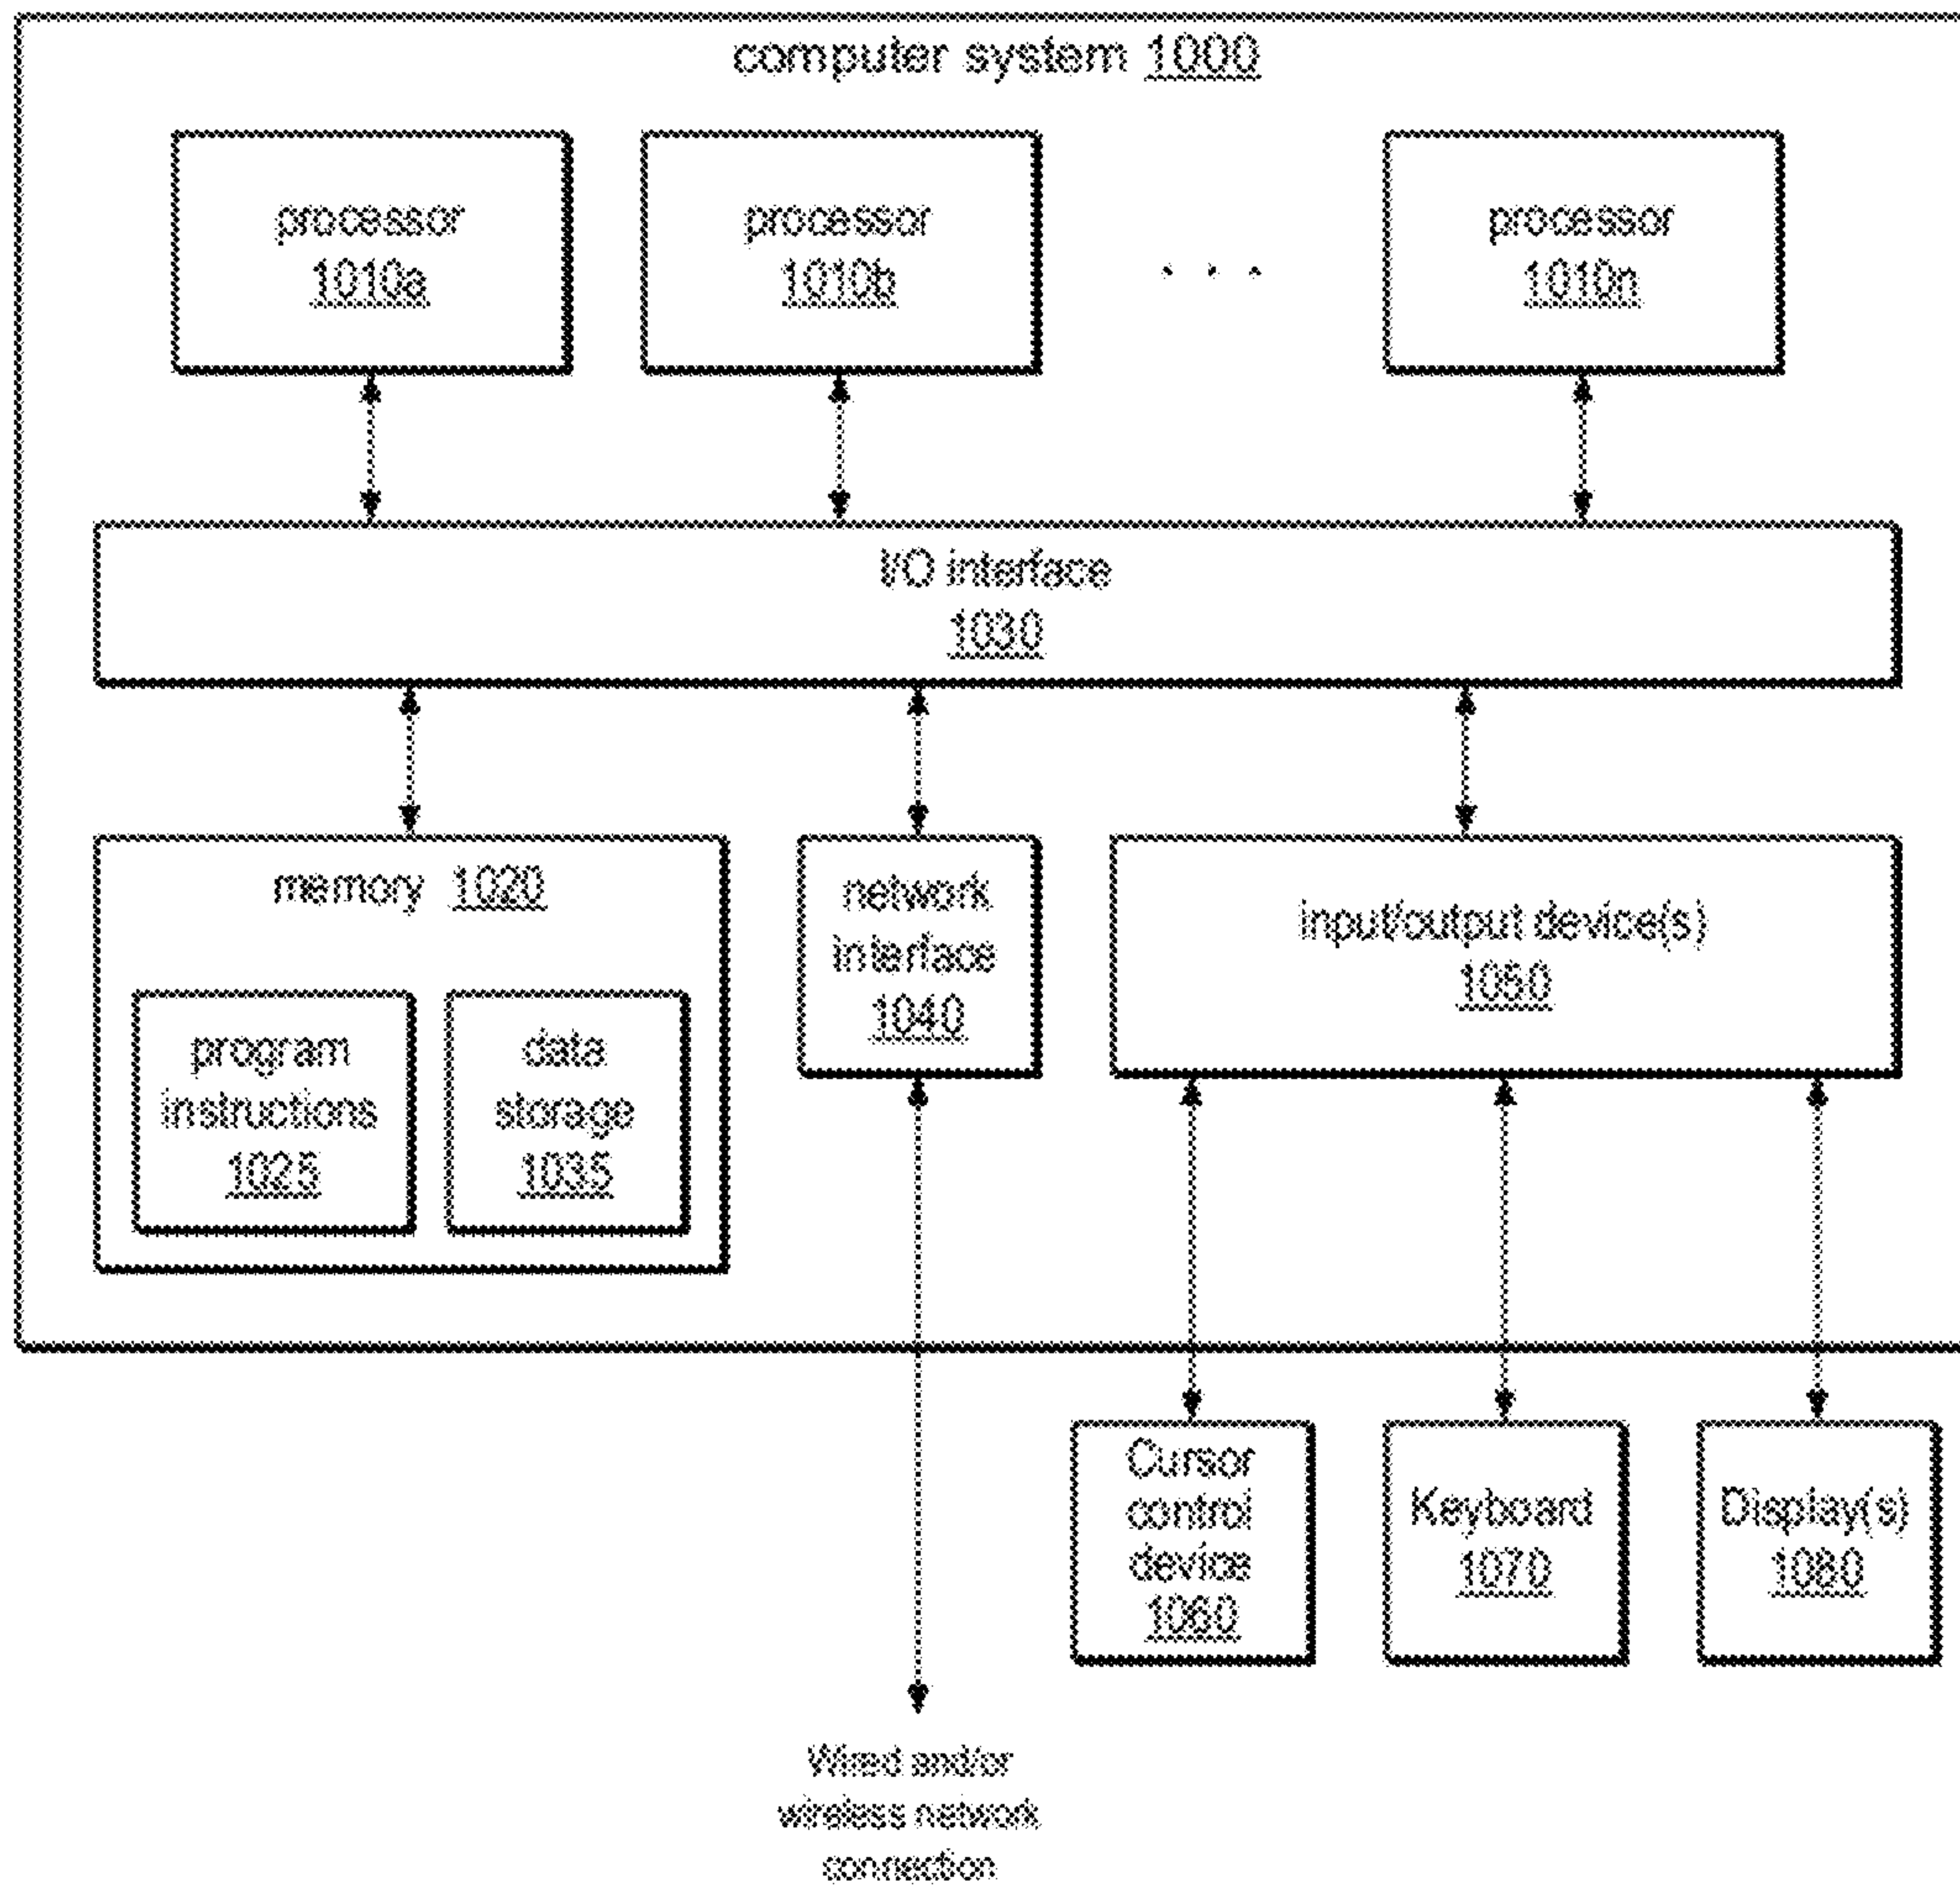 computer system 1000
processor
1010a
processor
1010b
. . .
processor
1010n
I/O interface
1030
memory 1020
program
instructions
1025
data
storage
1035
network
interface
1040
input/output device(s)
1050
Cursor
control
device
1060
Keyboard
1070
Display(s)
1080
Wired and/or
wireless network
connection